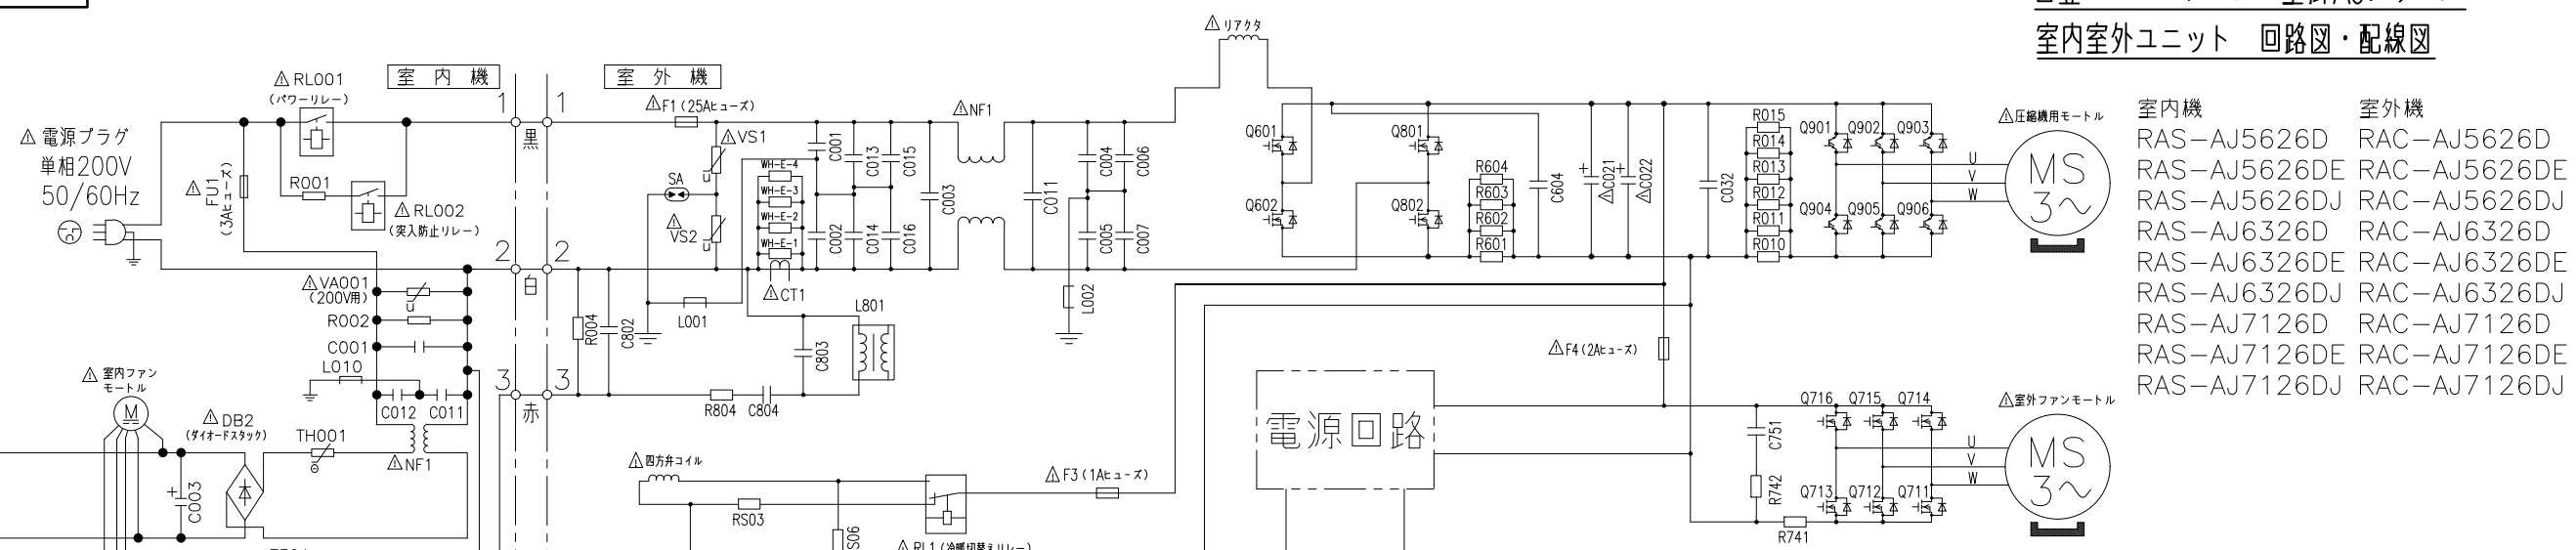 室内室外ユニット 回路図・配線図
⚠ リアクタ
⚠ RL001
(パワーリレー)
室 内 機
室 外 機
⚠ 電源プラグ
単相200V
50/60Hz
⚠ FU1
(3Aヒューズ)
R001
⚠ RL002
(突入防止リレー)
1
1
黒
2
2
白
3
3
赤
⚠ F1 (25Aヒューズ)
⚠ VS1
SA
⚠
VS2
WH-E-4
WH-E-3
WH-E-2
WH-E-1
⚠ CT1
C001
C002
C013
C014
C015
C016
C003
⚠ NF1
C011
C004
C005
C006
C007
L001
L002
R004
C802
L801
C803
R804
C804
Q601
Q602
Q801
Q802
R604
R603
R602
R601
C604
+
⚠C021
+
⚠C022
C032
R015
R014
R013
R012
R011
R010
Q901
Q902
Q903
Q904
Q905
Q906
U
V
W
⚠ 圧縮機用モートル
MS
3~
室内機 室外機
RAS-AJ5626D RAC-AJ5626D
RAS-AJ5626DE RAC-AJ5626DE
RAS-AJ5626DJ RAC-AJ5626DJ
RAS-AJ6326D RAC-AJ6326D
RAS-AJ6326DE RAC-AJ6326DE
RAS-AJ6326DJ RAC-AJ6326DJ
RAS-AJ7126D RAC-AJ7126D
RAS-AJ7126DE RAC-AJ7126DE
RAS-AJ7126DJ RAC-AJ7126DJ
⚠ VA001
(200V用)
u
R002
C001
L010
C012
C011
⚠ NF1
⚠ 室内ファン
モートル
M
⚠ DB2
(ダイオードスタック)
TH001
+
C003
⚠ 四方弁コイル
RS03
S06
⚠ RL1 (冷暖切替えリレー)
⚠ F3 (1Aヒューズ)
⚠ F4 (2Aヒューズ)
電源回路
C751
R742
R741
Q716
Q715
Q714
Q713
Q712
Q711
U
V
W
⚠ 室外ファンモートル
MS
3~